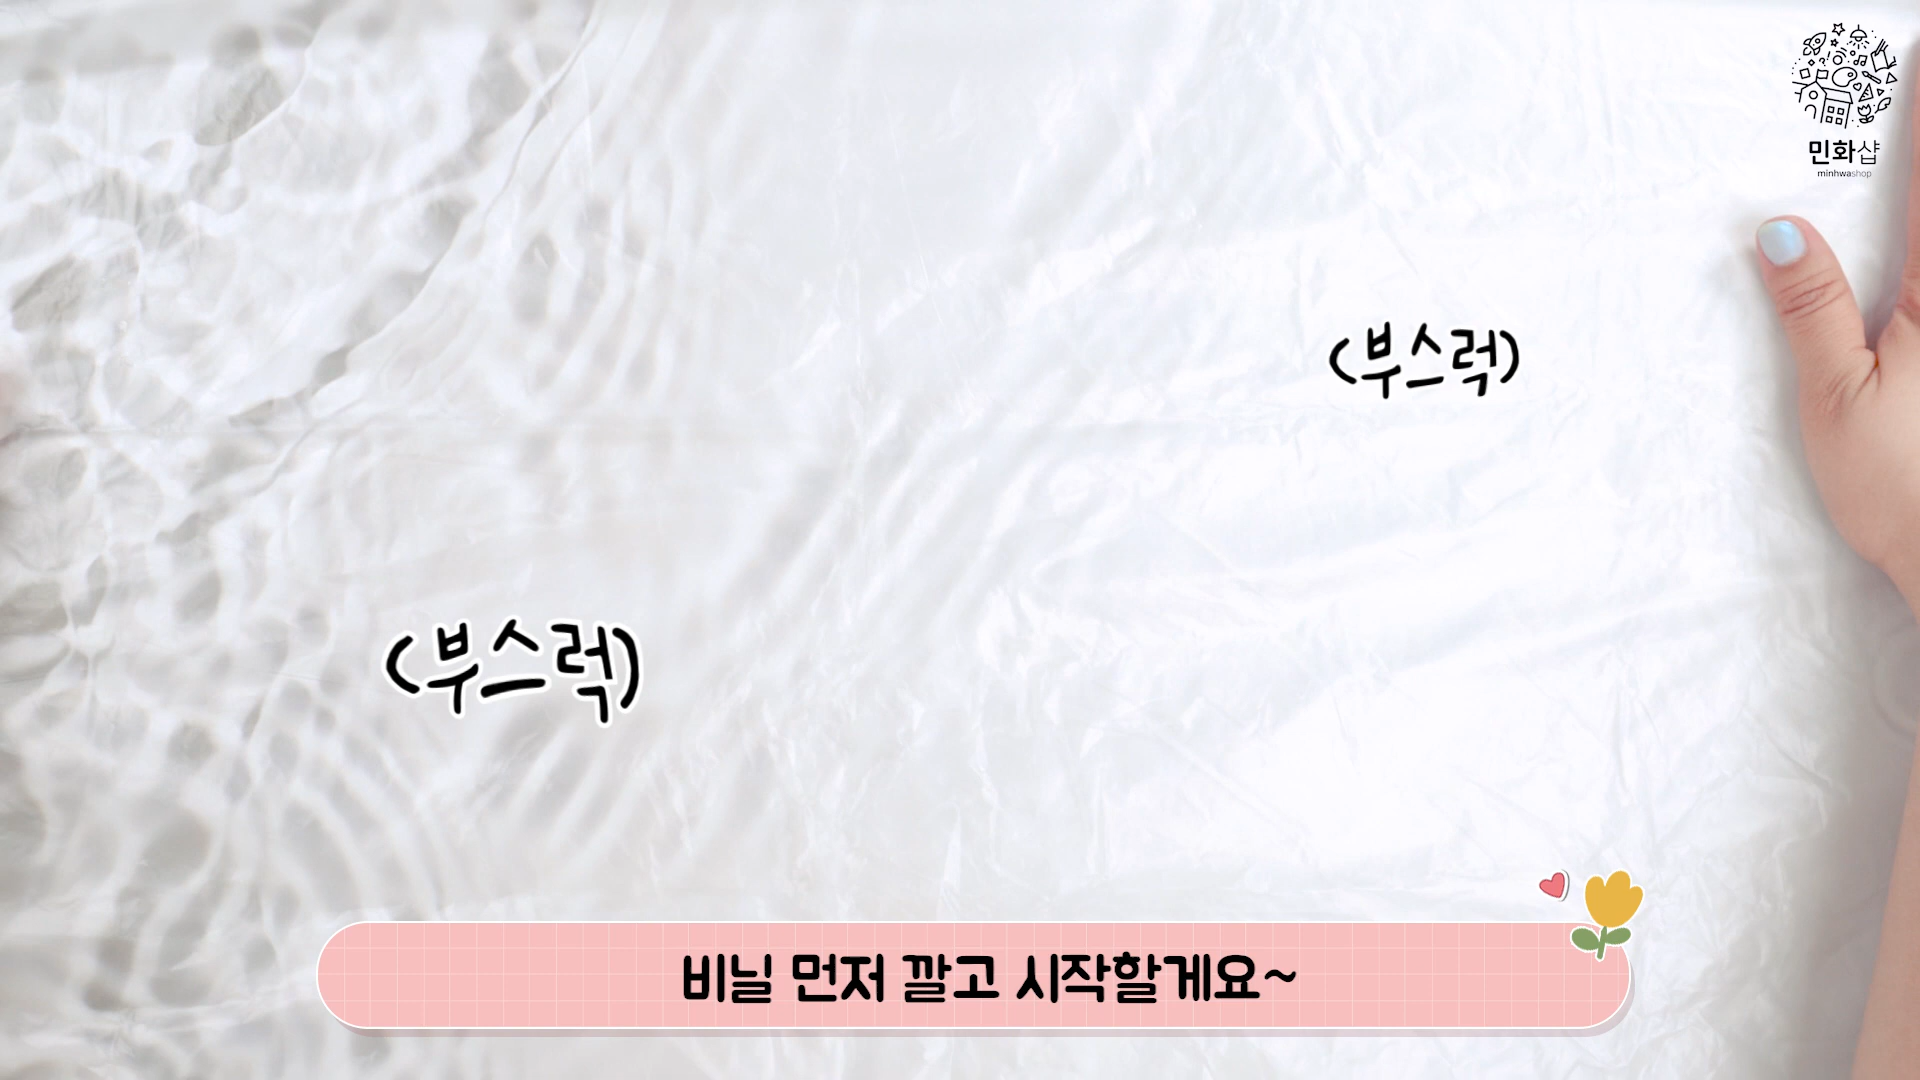 민화샵
minhwashop
(부스럭)
(부스럭)
비닐 먼저 깔고 시작할게요~